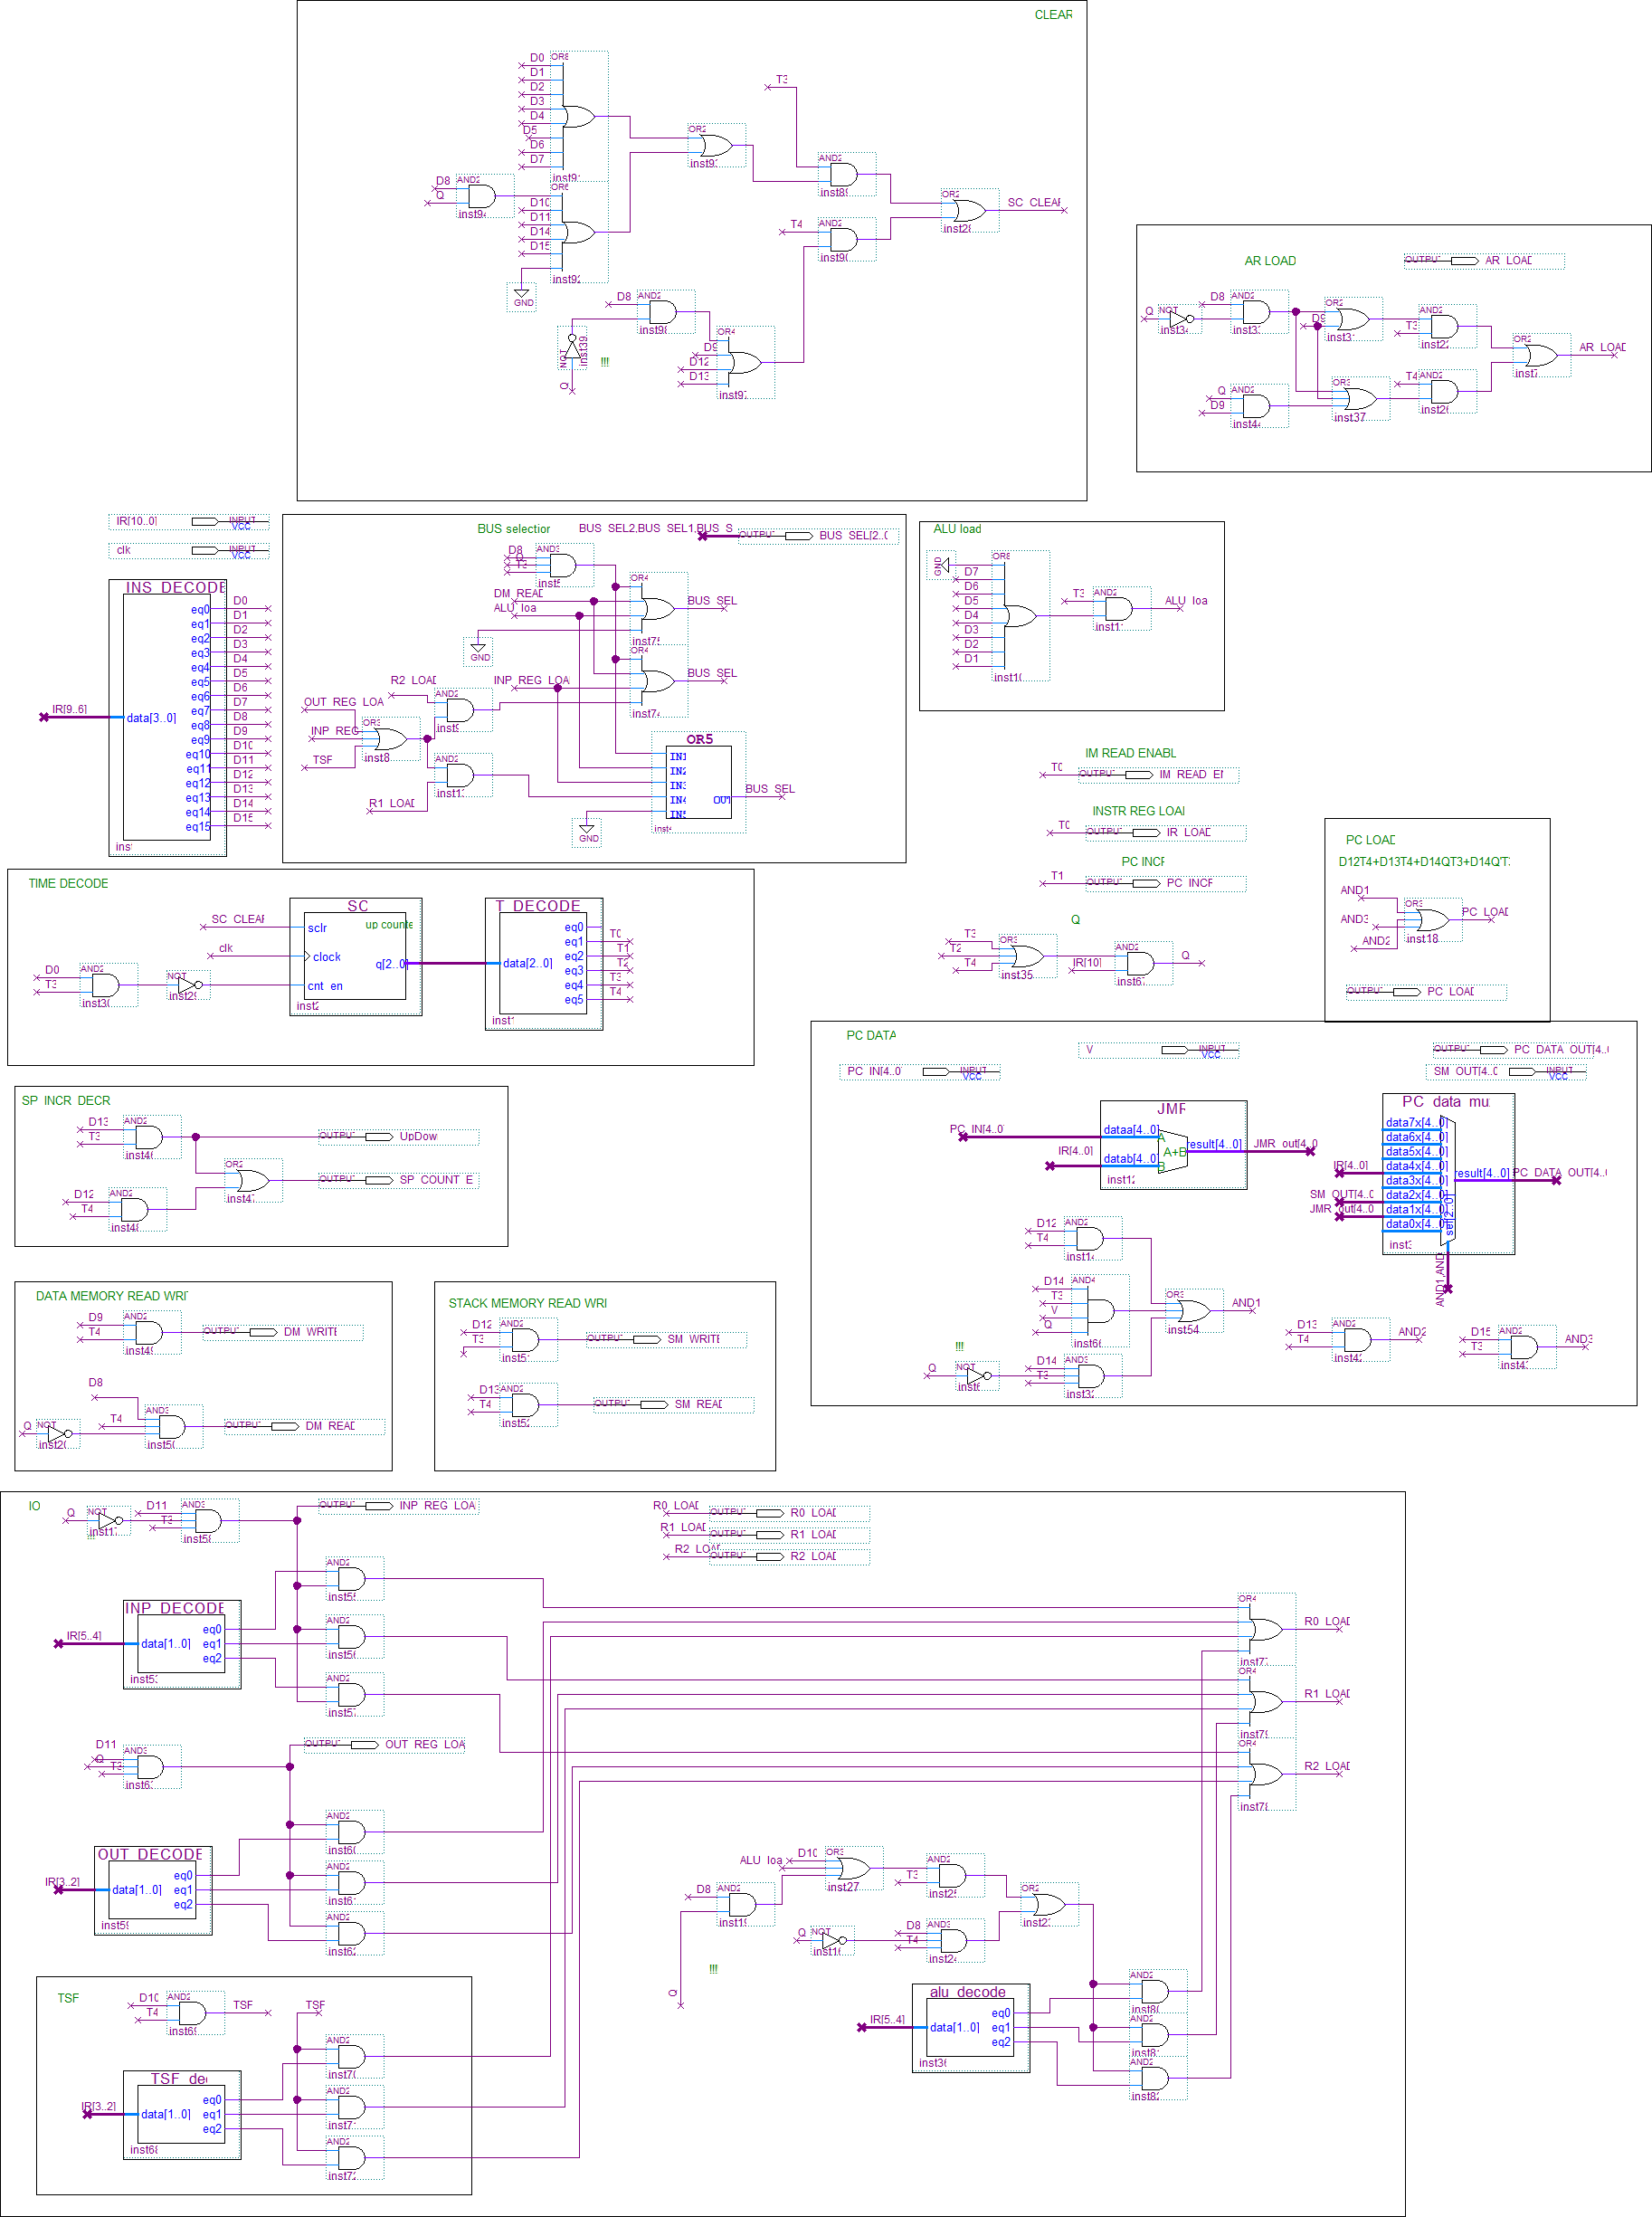 CLEAR
OR8
D0
D1
D2
D3
D4
D5
D6
D7
inst9
T3
OR2
inst9
AND2
inst89
D8
Q
AND2
inst94
OR6
D10
D11
D14
D15
inst92
GND
T4
AND2
inst90
OR2
inst28
SC CLEAR
D8
AND2
inst98
NOT
inst39
Q
!!!
OR4
D9
D12
D13
inst97
AR LOAD
OUTPUT
AR LOAD
Q
NOT
inst34
D8
AND2
inst3
OR2
D9
inst3
AND2
T3
inst22
OR2
AR LOAD
inst7
Q
D9
AND2
inst44
OR3
inst37
T4
AND2
inst26
IR[10..0]
INPUT
VCC
clk
INPUT
VCC
INS DECODE
data[3..0]
IR[9..6]
eq0
eq1
eq2
eq3
eq4
eq5
eq6
eq7
eq8
eq9
eq10
eq11
eq12
eq13
eq14
eq15
D0
D1
D2
D3
D4
D5
D6
D7
D8
D9
D10
D11
D12
D13
D14
D15
inst
BUS selection
BUS SEL2,BUS SEL1,BUS S
OUTPUT
BUS SEL[2..0
D8
Q
T3
AND3
inst5
DM READ
ALU loa
OR4
BUS SEL
inst75
GND
OR4
BUS SEL
inst74
INP REG LOA
R2 LOAD
AND2
inst9
OUT REG LOA
INP REG
TSF
OR3
inst8
AND2
inst1
R1 LOAD
OR5
IN1
IN2
IN3
IN4
IN5
OUT
inst4
BUS SEL
GND
ALU load
GND
OR8
D7
D6
D5
D4
D3
D2
D1
inst10
T3
AND2
inst1
ALU loa
IM READ ENABL
T0
OUTPUT
IM READ EN
INSTR REG LOAD
T0
OUTPUT
IR LOAD
PC INCR
T1
OUTPUT
PC INCR
Q
T3
T2
T4
OR3
inst35
IR[10]
AND2
inst6
Q
PC LOAD
D12T4+D13T4+D14QT3+D14Q'T3
AND1
AND3
AND2
OR3
inst18
PC LOAD
OUTPUT
PC LOAD
TIME DECODE
SC CLEAR
clk
D0
T3
AND2
inst30
NOT
inst29
SC
up counte
sclr
clock
cnt en
q[2..0]
inst2
T DECODE
data[2..0]
eq0
eq1
eq2
eq3
eq4
eq5
T0
T1
T2
T3
T4
inst1
SP INCR DECR
D13
T3
AND2
inst46
OUTPUT
UpDow
OR2
inst47
OUTPUT
SP COUNT E
D12
T4
AND2
inst48
PC DATA
PC IN[4..0
INPUT
VCC
V
INPUT
VCC
OUTPUT
PC DATA OUT[4..0
SM OUT[4..0
INPUT
VCC
JMR
PC IN[4..0
IR[4..0]
dataa[4..0]
datab[4..0]
A
A+B
B
result[4..0]
inst12
JMR out[4..0
PC data mu
data7x[4..0]
data6x[4..0]
data5x[4..0]
data4x[4..0]
data3x[4..0]
data2x[4..0]
data1x[4..0]
data0x[4..0]
sel[2..0]
result[4..0]
IR[4..0]
SM OUT[4..0
JMR out[4..0
PC DATA OUT[4..0
inst3
AND1,AND
D12
T4
AND2
inst14
D14
T3
V
Q
AND4
inst66
OR3
inst54
AND1
!!!
Q
NOT
inst6
D14
T3
AND3
inst32
D13
T4
AND2
inst42
AND2
D15
T3
AND2
inst43
AND3
DATA MEMORY READ WRI
D9
T4
AND2
inst49
OUTPUT
DM WRITE
D8
T4
Q
NOT
inst20
AND3
inst50
OUTPUT
DM READ
STACK MEMORY READ WRI
D12
T3
AND2
inst5
OUTPUT
SM WRITE
D13
T4
AND2
inst52
OUTPUT
SM READ
IO
Q
NOT
inst17
!!!
D11
T3
AND3
inst58
OUTPUT
INP REG LOA
R0 LOAD
OUTPUT
R0 LOAD
R1 LOAD
OUTPUT
R1 LOAD
R2 LOAD
OUTPUT
R2 LOAD
AND2
inst55
INP DECODE
IR[5..4]
data[1..0]
eq0
eq1
eq2
inst53
AND2
inst56
AND2
inst57
OR4
R0 LOAD
inst77
OR4
R1 LOAD
inst79
OR4
R2 LOAD
inst78
D11
Q
T3
AND3
inst63
OUTPUT
OUT REG LOA
AND2
inst60
OUT DECODE
IR[3..2]
data[1..0]
eq0
eq1
eq2
inst59
AND2
inst6
AND2
inst62
ALU loa
D10
OR3
inst27
D8
AND2
inst19
T3
AND2
inst25
OR2
inst23
Q
NOT
inst16
D8
T4
AND3
inst24
!!!
Q
alu decode
IR[5..4]
data[1..0]
eq0
eq1
eq2
inst36
AND2
inst80
AND2
inst81
AND2
inst82
TSF
D10
T4
AND2
inst69
TSF
TSF
AND2
inst70
TSF dec
IR[3..2]
data[1..0]
eq0
eq1
eq2
inst68
AND2
inst71
AND2
inst72